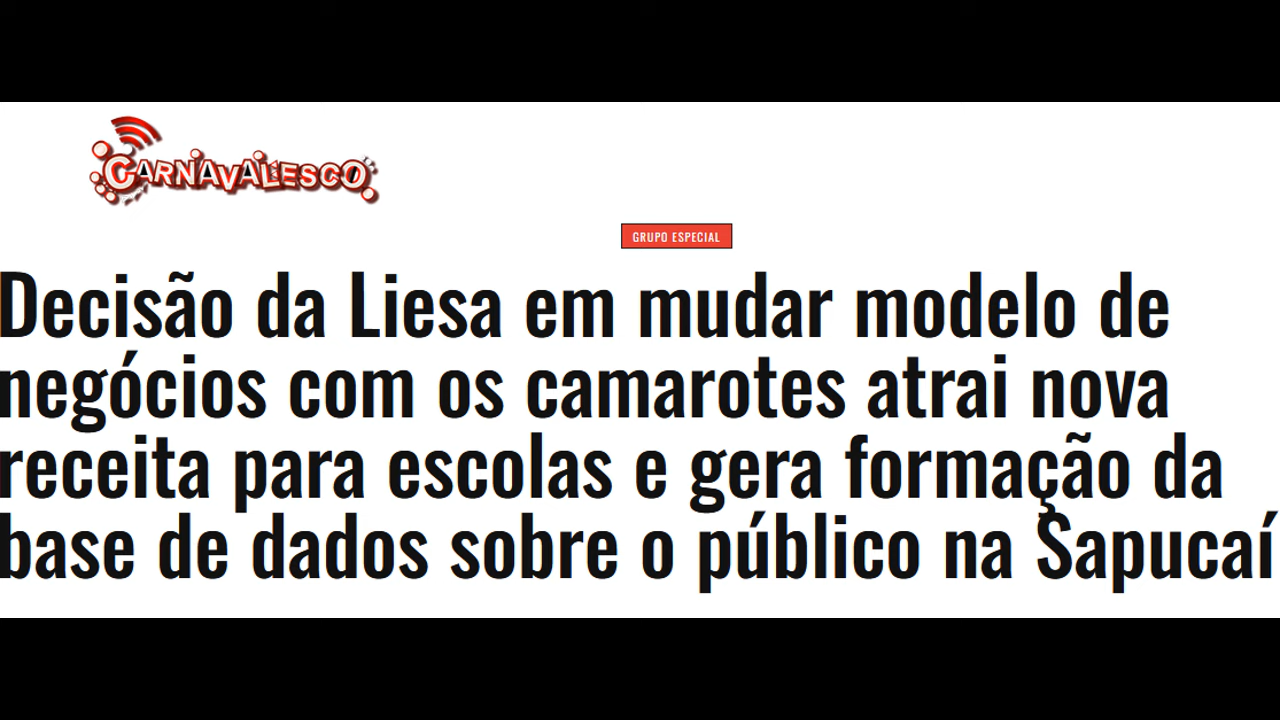 CARNAVALESCO
GRUPO ESPECIAL
Decisão da Liesa em mudar modelo de
negócios com os camarotes atrai nova
receita para escolas e gera formação da
base de dados sobre o público na Sapucaí